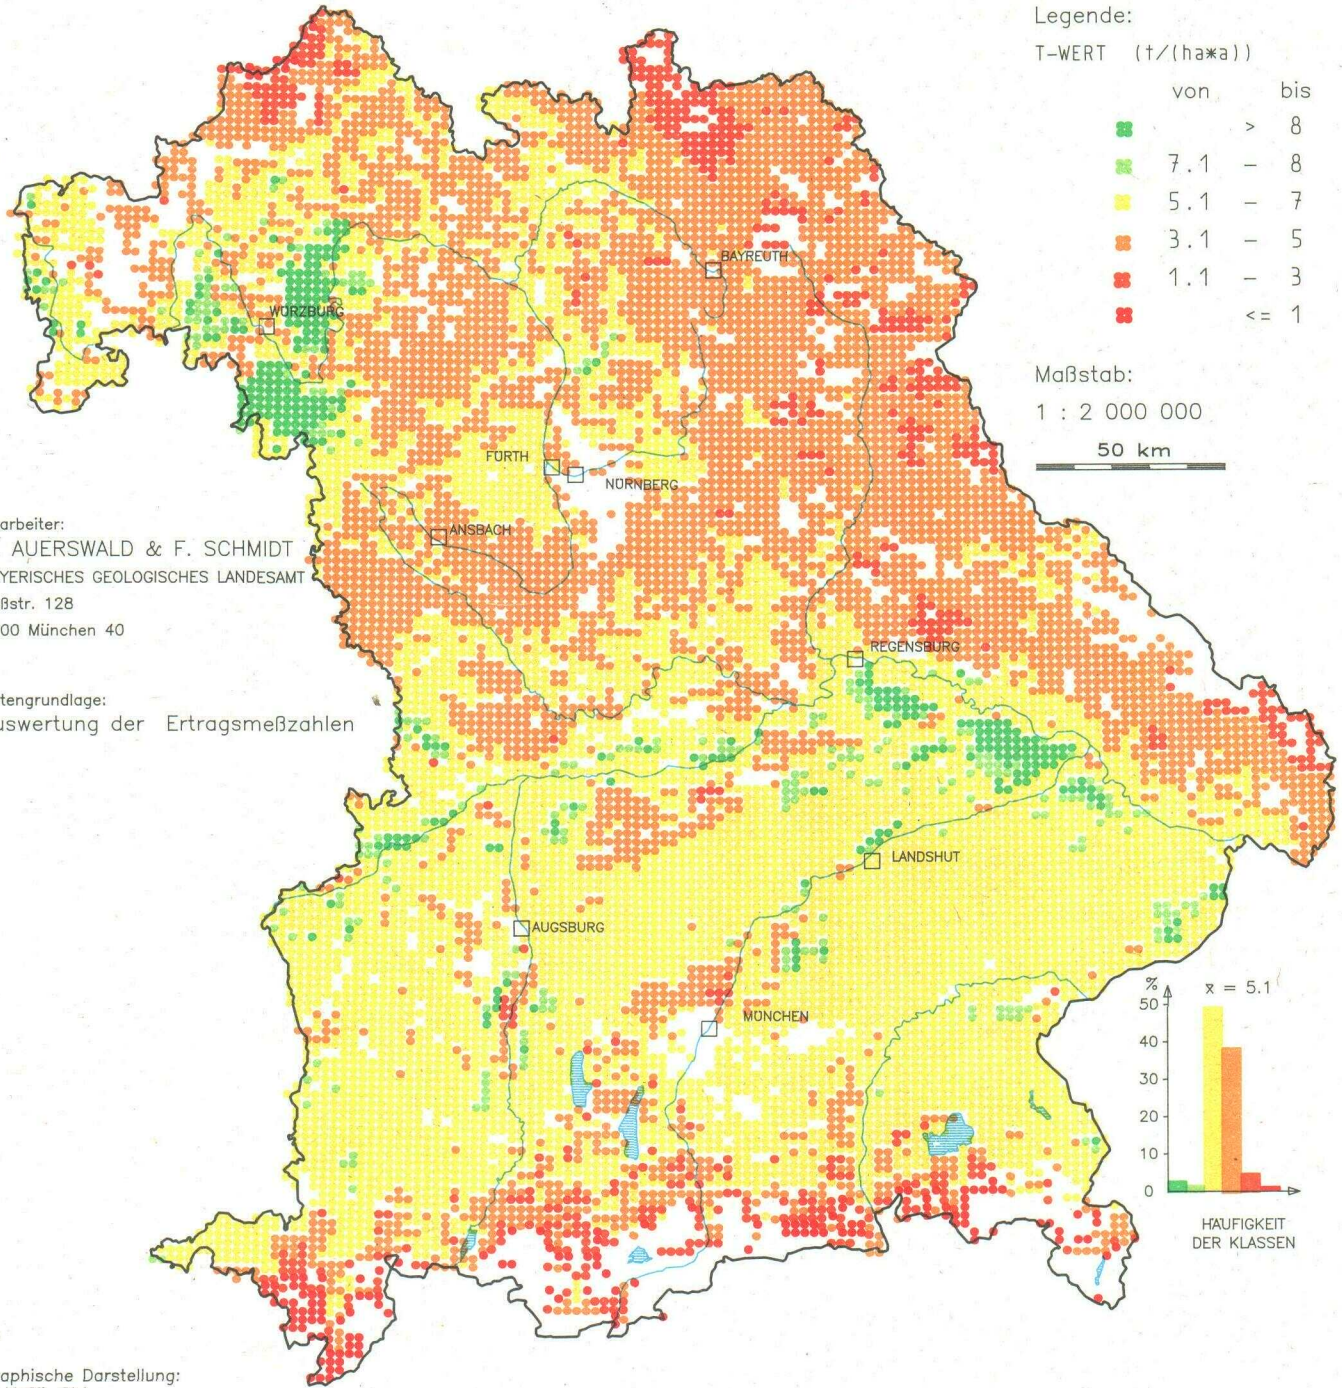 Legende:
T-WERT (t/(ha*a))
von bis
> 8
7.1 – 8
5.1 – 7
3.1 – 5
1.1 – 3
<= 1
Maßstab:
1 : 2 000 000
50 km
BAYREUTH
WÜRZBURG
FÜRTH
NÜRNBERG
ANSBACH
arbeiter:
AUERSWALD & F. SCHMIDT
YERISCHES GEOLOGISCHES LANDESAMT
ßstr. 128
00 München 40
REGENSBURG
tengrundlage:
uswertung der Ertragsmeßzahlen
LANDSHUT
AUGSBURG
MÜNCHEN
% x̄ = 5.1
50
40
30
20
10
0
HÄUFIGKEIT
DER KLASSEN
aphische Darstellung: